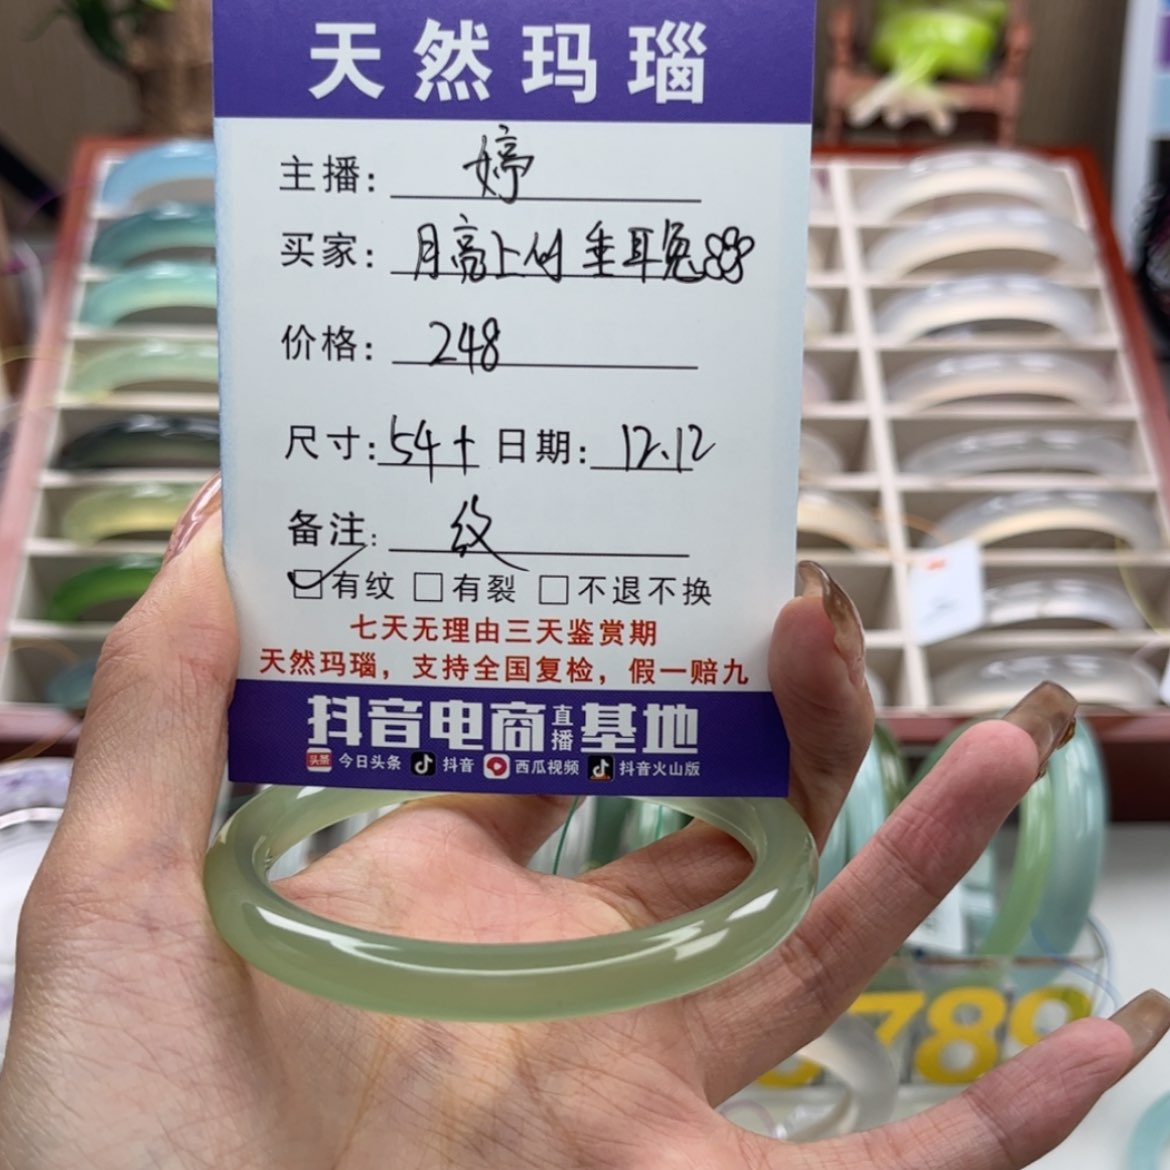 天然玛瑙
主播: 婷
买家: 月亮上的垂耳兔
价格: 248
尺寸: 54+ 日期: 12.12
备注: 纹
有纹 有裂 不退不换
七天无理由三天鉴赏期
天然玛瑙，支持全国复检，假一赔九
抖音电商直播基地
头条 今日头条 抖音 西瓜视频 抖音火山版
789